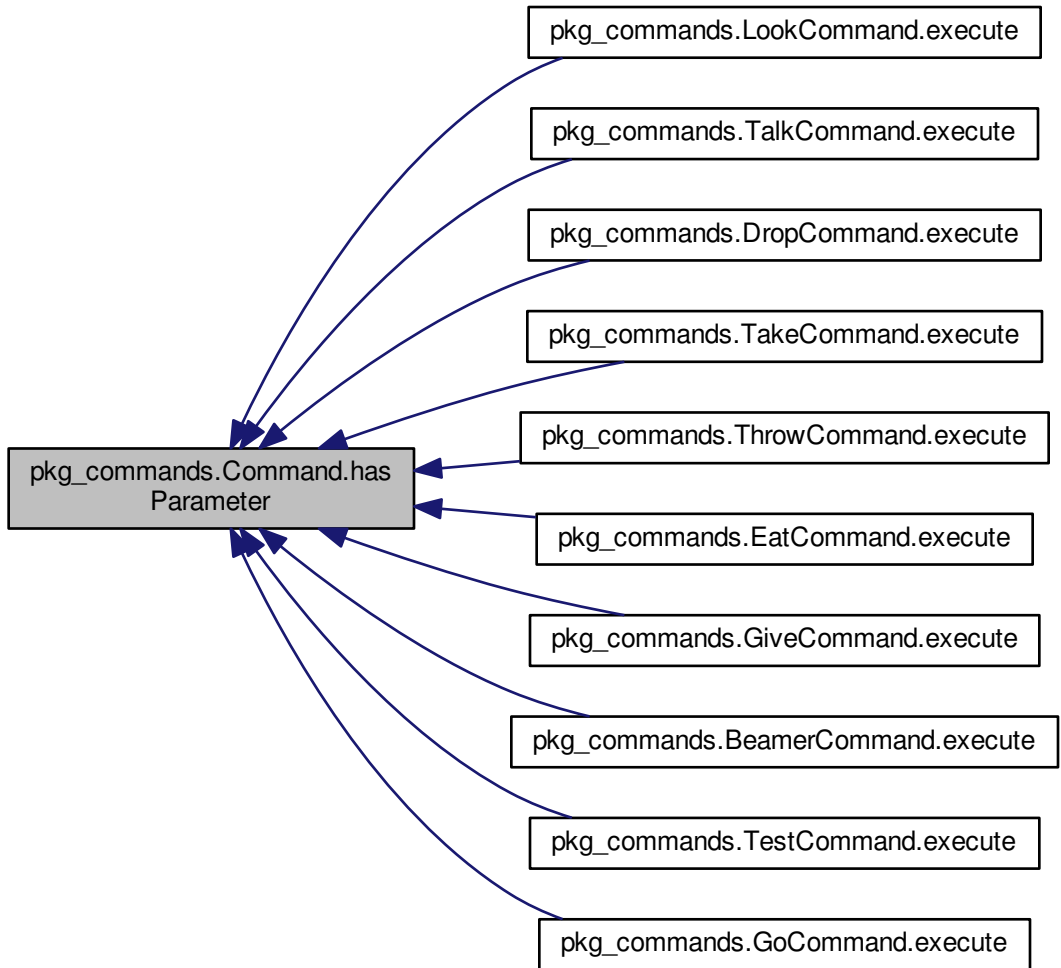 pkg_commands.LookCommand.execute
pkg_commands.TalkCommand.execute
pkg_commands.DropCommand.execute
pkg_commands.TakeCommand.execute
pkg_commands.ThrowCommand.execute
pkg_commands.Command.has
Parameter
pkg_commands.EatCommand.execute
pkg_commands.GiveCommand.execute
pkg_commands.BeamerCommand.execute
pkg_commands.TestCommand.execute
pkg_commands.GoCommand.execute